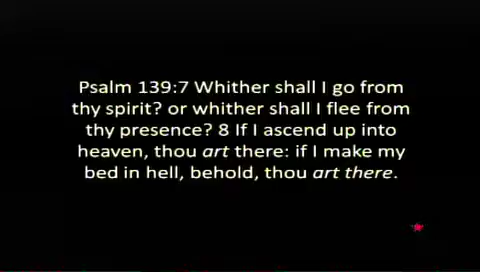 Psalm 139:7 Whither shall I go from
thy spirit? or whither shall I flee from
thy presence? 8 If I ascend up into
heaven, thou art there: if I make my
bed in hell, behold, thou art there.